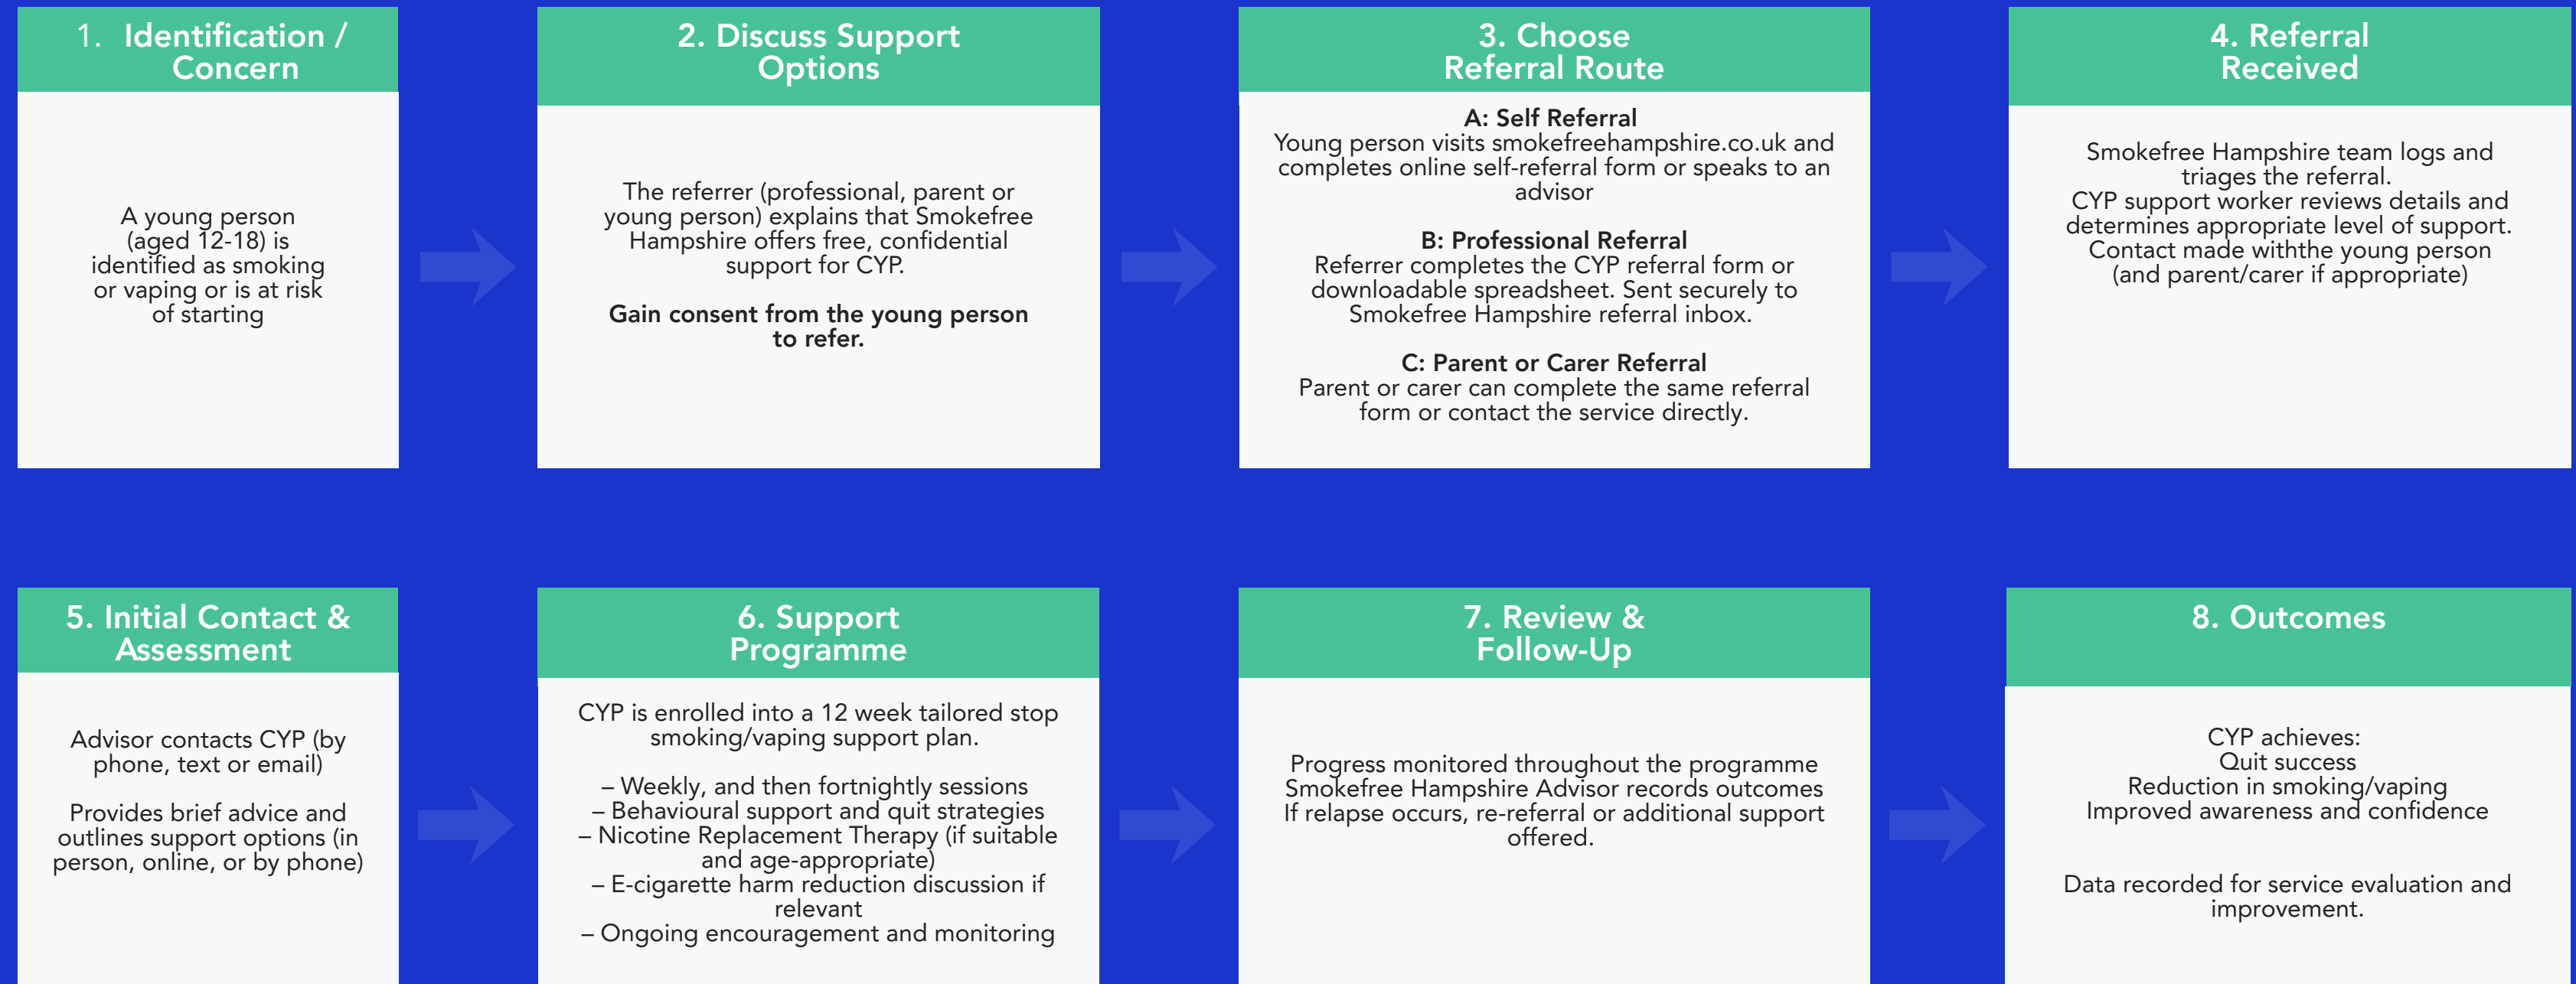 1. Identification /
Concern
A young person
(aged 12-18) is
identified as smoking
or vaping or is at risk
of starting
2. Discuss Support
Options
The referrer (professional, parent or
young person) explains that Smokefree
Hampshire offers free, confidential
support for CYP.
Gain consent from the young person
to refer.
3. Choose
Referral Route
A: Self Referral
Young person visits smokefreehampshire.co.uk and
completes online self-referral form or speaks to an
advisor
B: Professional Referral
Referrer completes the CYP referral form or
downloadable spreadsheet. Sent securely to
Smokefree Hampshire referral inbox.
C: Parent or Carer Referral
Parent or carer can complete the same referral
form or contact the service directly.
4. Referral
Received
Smokefree Hampshire team logs and
triages the referral.
CYP support worker reviews details and
determines appropriate level of support.
Contact made withthe young person
(and parent/carer if appropriate)
5. Initial Contact &
Assessment
Advisor contacts CYP (by
phone, text or email)
Provides brief advice and
outlines support options (in
person, online, or by phone)
6. Support
Programme
CYP is enrolled into a 12 week tailored stop
smoking/vaping support plan.
– Weekly, and then fortnightly sessions
– Behavioural support and quit strategies
– Nicotine Replacement Therapy (if suitable
and age-appropriate)
– E-cigarette harm reduction discussion if
relevant
– Ongoing encouragement and monitoring
7. Review &
Follow-Up
Progress monitored throughout the programme
Smokefree Hampshire Advisor records outcomes
If relapse occurs, re-referral or additional support
offered.
8. Outcomes
CYP achieves:
Quit success
Reduction in smoking/vaping
Improved awareness and confidence
Data recorded for service evaluation and
improvement.